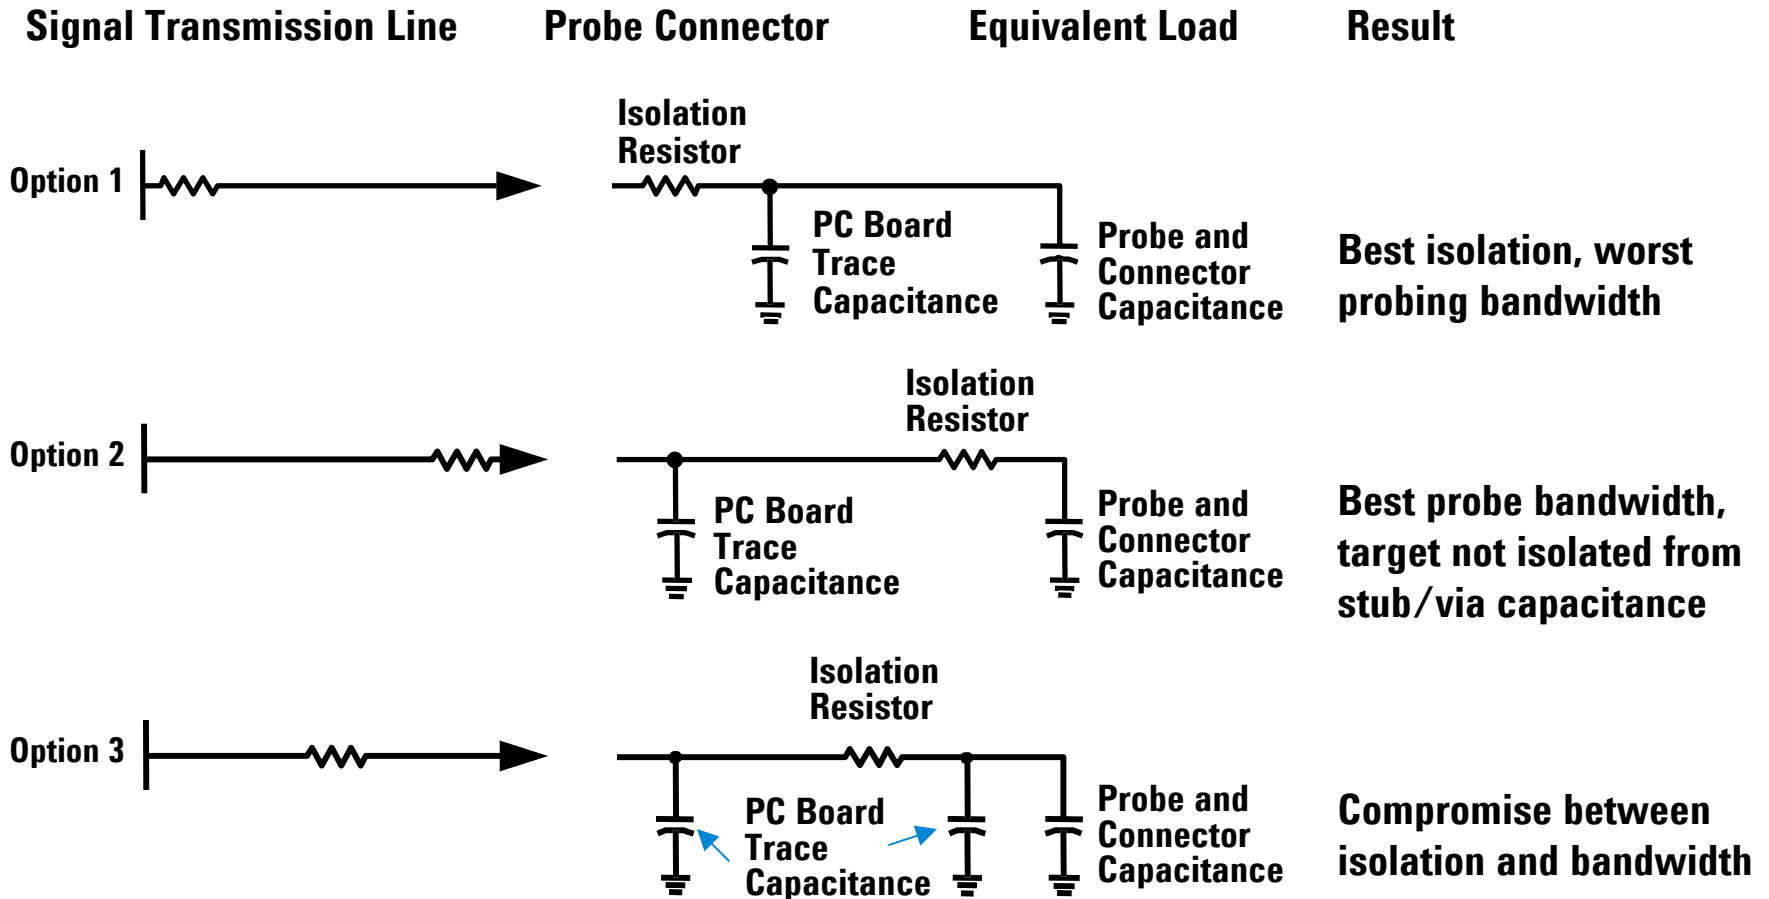 Signal Transmission Line Probe Connector Equivalent Load Result
Option 1
Isolation
Resistor
PC Board
Trace
Capacitance
Probe and
Connector
Capacitance
Best isolation, worst
probing bandwidth
Option 2
Isolation
Resistor
PC Board
Trace
Capacitance
Probe and
Connector
Capacitance
Best probe bandwidth,
target not isolated from
stub/via capacitance
Option 3
Isolation
Resistor
PC Board
Trace
Capacitance
Probe and
Connector
Capacitance
Compromise between
isolation and bandwidth